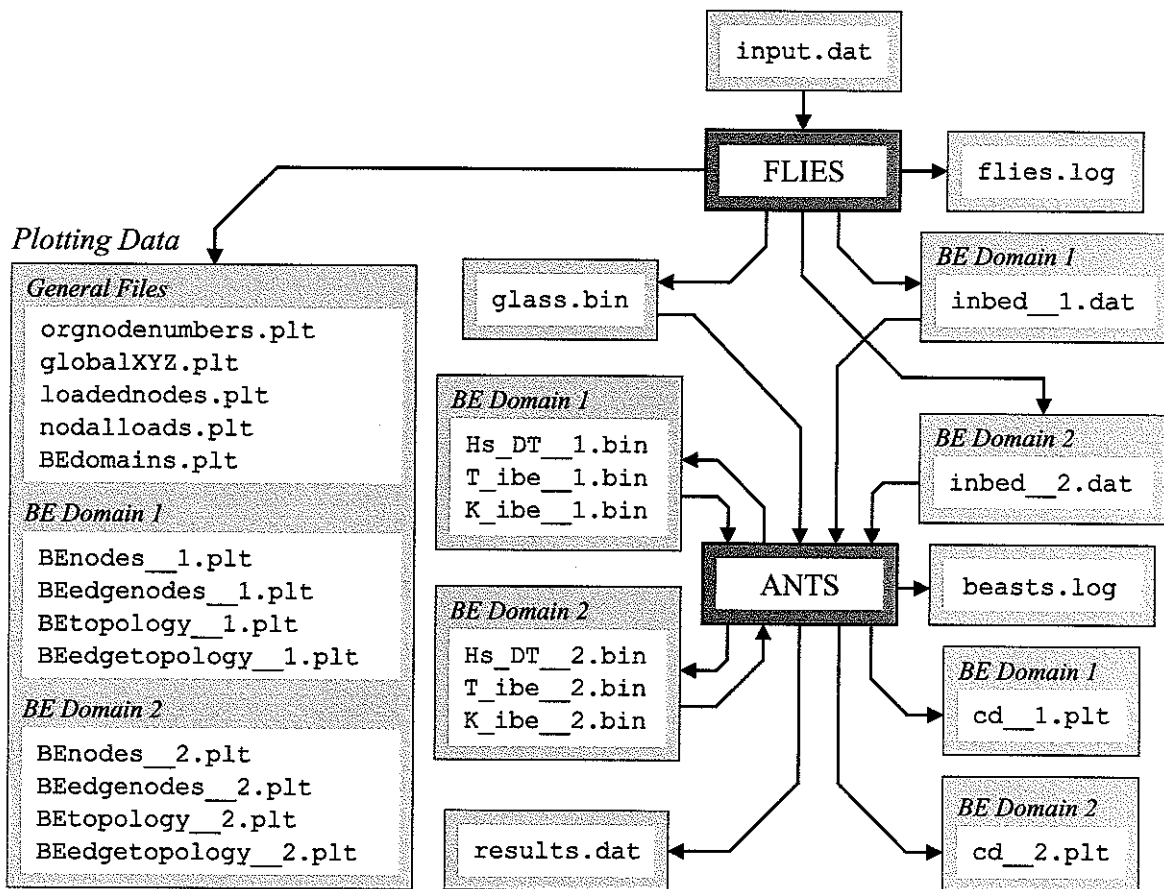 input.dat
FLIES
flies.log
Plotting Data
General Files
orgnodenumbers.plt
globalXYZ.plt
loadednodes.plt
nodalloads.plt
BEdomains.plt
BE Domain 1
BEnodes__1.plt
BEedgenodes__1.plt
BEtopology__1.plt
BEedgetopology__1.plt
BE Domain 2
BEnodes__2.plt
BEedgenodes__2.plt
BEtopology__2.plt
BEedgetopology__2.plt
glass.bin
BE Domain 1
inbed__1.dat
BE Domain 1
Hs_DT__1.bin
T_ibe__1.bin
K_ibe__1.bin
BE Domain 2
inbed__2.dat
ANTS
beasts.log
BE Domain 2
Hs_DT__2.bin
T_ibe__2.bin
K_ibe__2.bin
BE Domain 1
cd__1.plt
results.dat
BE Domain 2
cd__2.plt